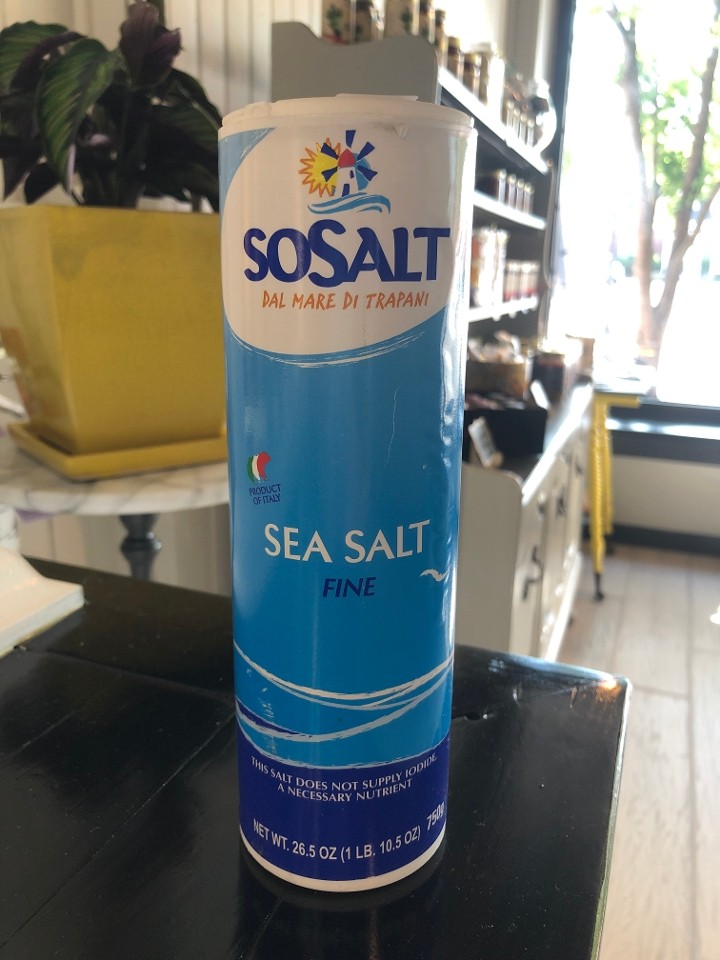 SOSALT
DAL MARE DI TRAPANI
PRODUCT
OF ITALY
SEA SALT
FINE
THIS SALT DOES NOT SUPPLY IODIDE,
A NECESSARY NUTRIENT
NET WT. 26.5 OZ (1 LB. 10.5 OZ) 750g